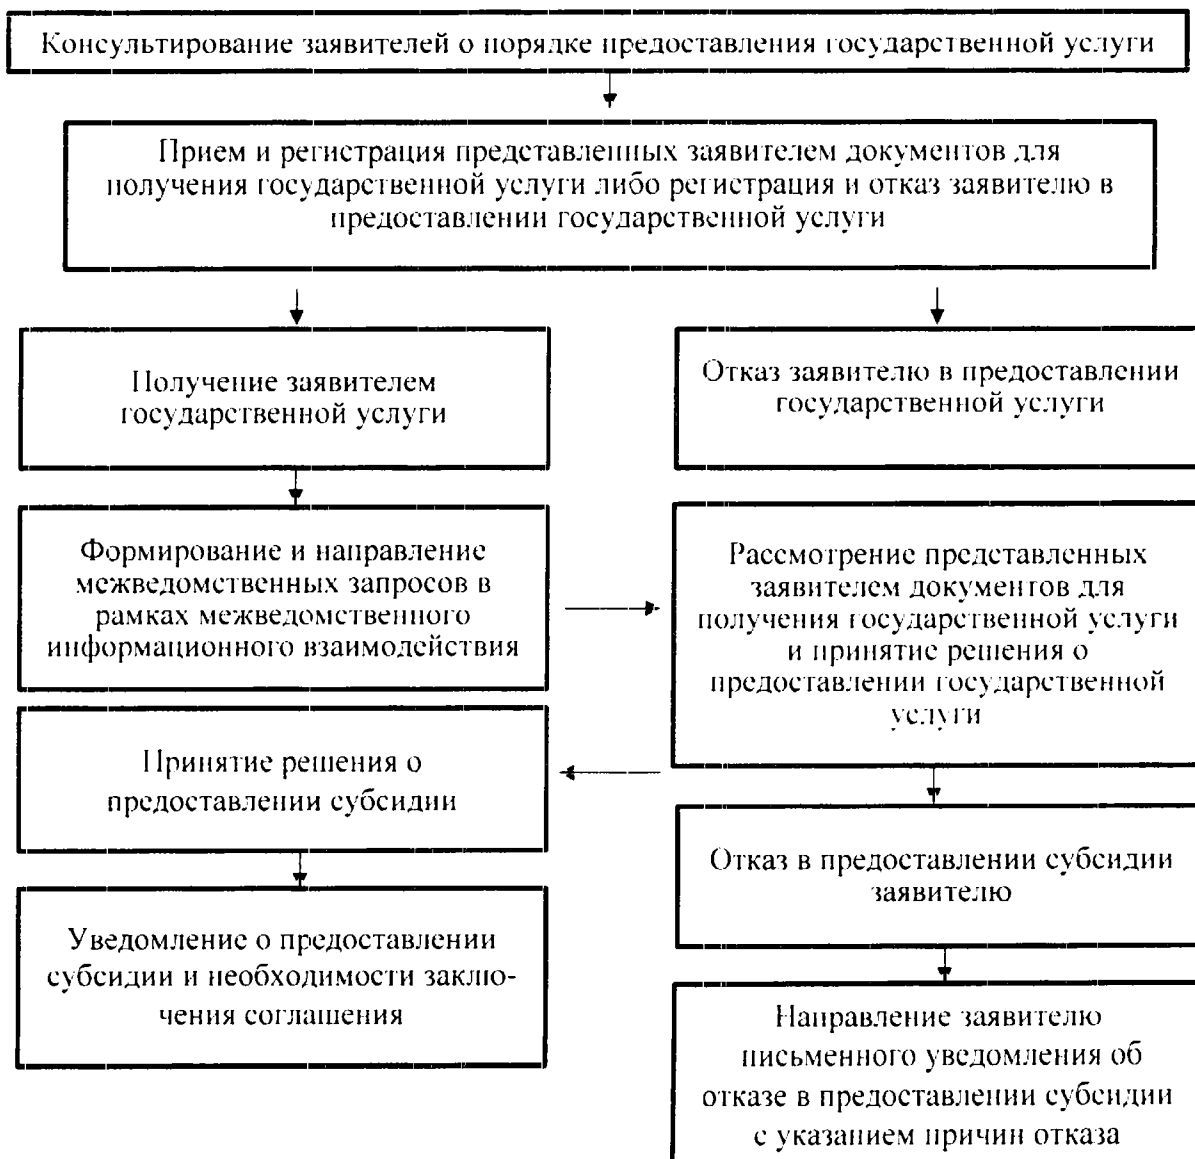 Консультирование заявителей о порядке предоставления государственной услуги
Прием и регистрация представленных заявителем документов для
получения государственной услуги либо регистрация и отказ заявителю в
предоставлении государственной услуги
Получение заявителем
государственной услуги
Отказ заявителю в предоставлении
государственной услуги
Формирование и направление
межведомственных запросов в
рамках межведомственного
информационного взаимодействия
Рассмотрение представленных
заявителем документов для
получения государственной услуги
и принятие решения о
предоставлении государственной
услуги
Принятие решения о
предоставлении субсидии
Отказ в предоставлении субсидии
заявителю
Уведомление о предоставлении
субсидии и необходимости заклю-
чения соглашения
Направление заявителю
письменного уведомления об
отказе в предоставлении субсидии
с указанием причин отказа